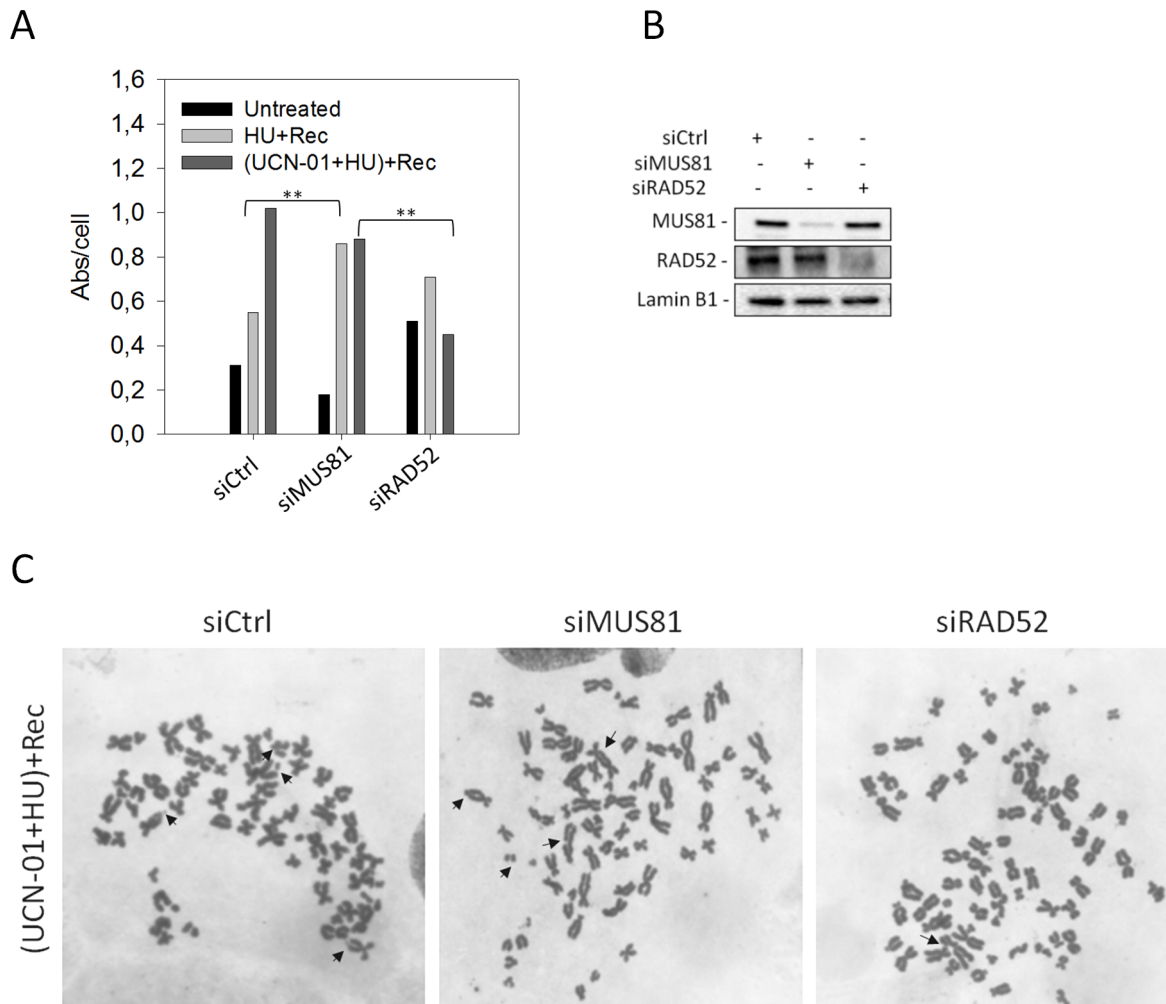 A
B
1,6
1,4
1,2
1,0
0,8
0,6
0,4
0,2
0,0
Abs/cell
Untreated
HU+Rec
(UCN-01+HU)+Rec
**
**
siCtrl
siMUS81
siRAD52
siCtrl + - -
siMUS81 - + -
siRAD52 - - +
MUS81 -
RAD52 -
Lamin B1 -
C
siCtrl siMUS81 siRAD52
(UCN-01+HU)+Rec